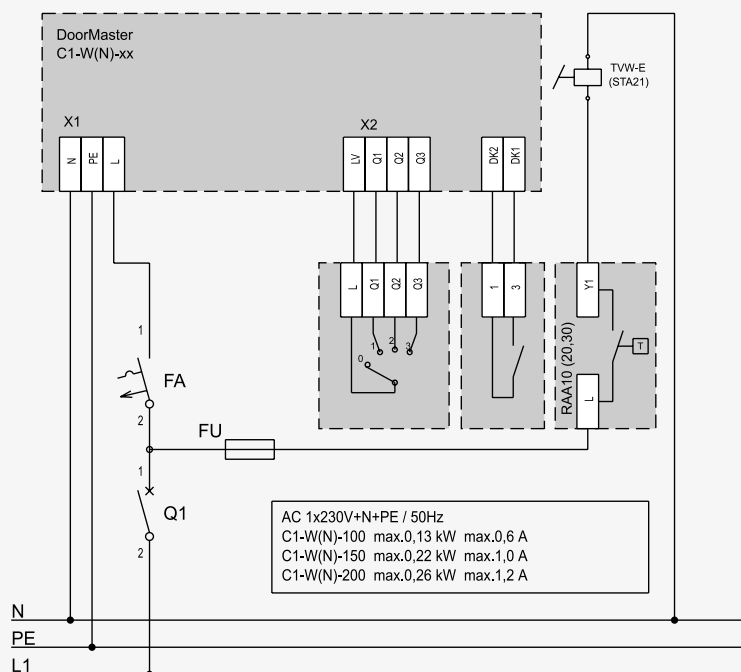 DoorMaster
C1-W(N)-xx
TVW-E
(STA21)
X1
X2
N
PE
L
LV
Q1
Q2
Q3
DK2
DK1
L
Q1
Q2
Q3
1
3
Y1
RAA10 (20,30)
T
L
0
1
2
3
1
FA
2
FU
1
Q1
2
AC 1x230V+N+PE / 50Hz
C1-W(N)-100 max.0,13 kW max.0,6 A
C1-W(N)-150 max.0,22 kW max.1,0 A
C1-W(N)-200 max.0,26 kW max.1,2 A
N
PE
L1